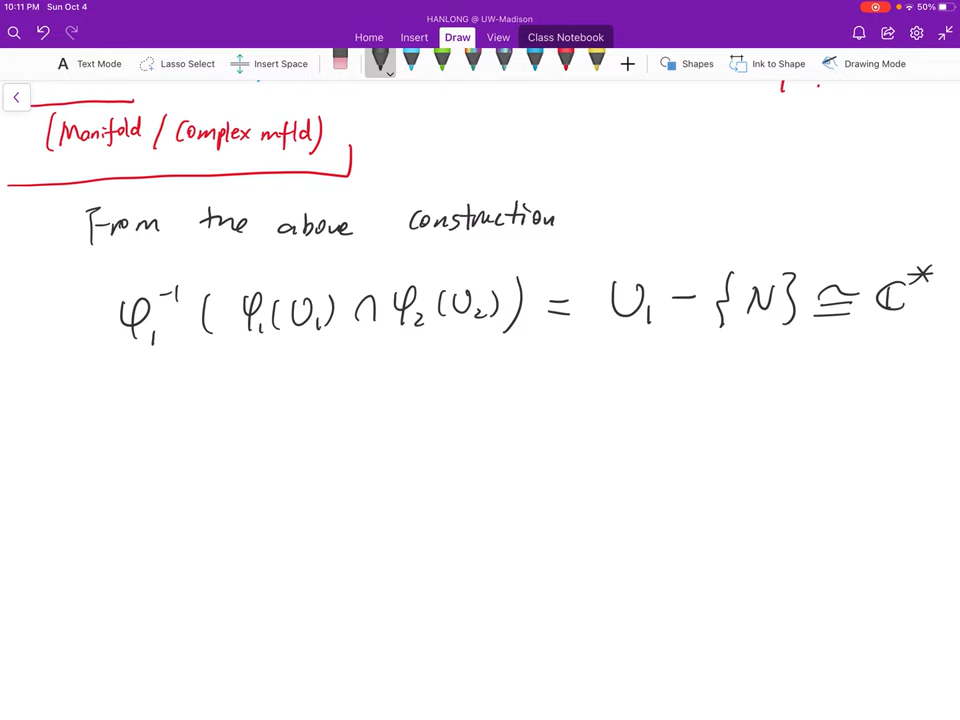 10:11 PM Sun Oct 4
50%
HANLONG @ UW-Madison
Home Insert Draw View Class Notebook
Text Mode Lasso Select Insert Space Shapes Ink to Shape Drawing Mode
(Manifold / Complex mfld)
From the above construction
φ₁⁻¹ ( φ₁(U₁) ∩ φ₂(U₂) ) = U₁ - {N} ≅ ℂ*